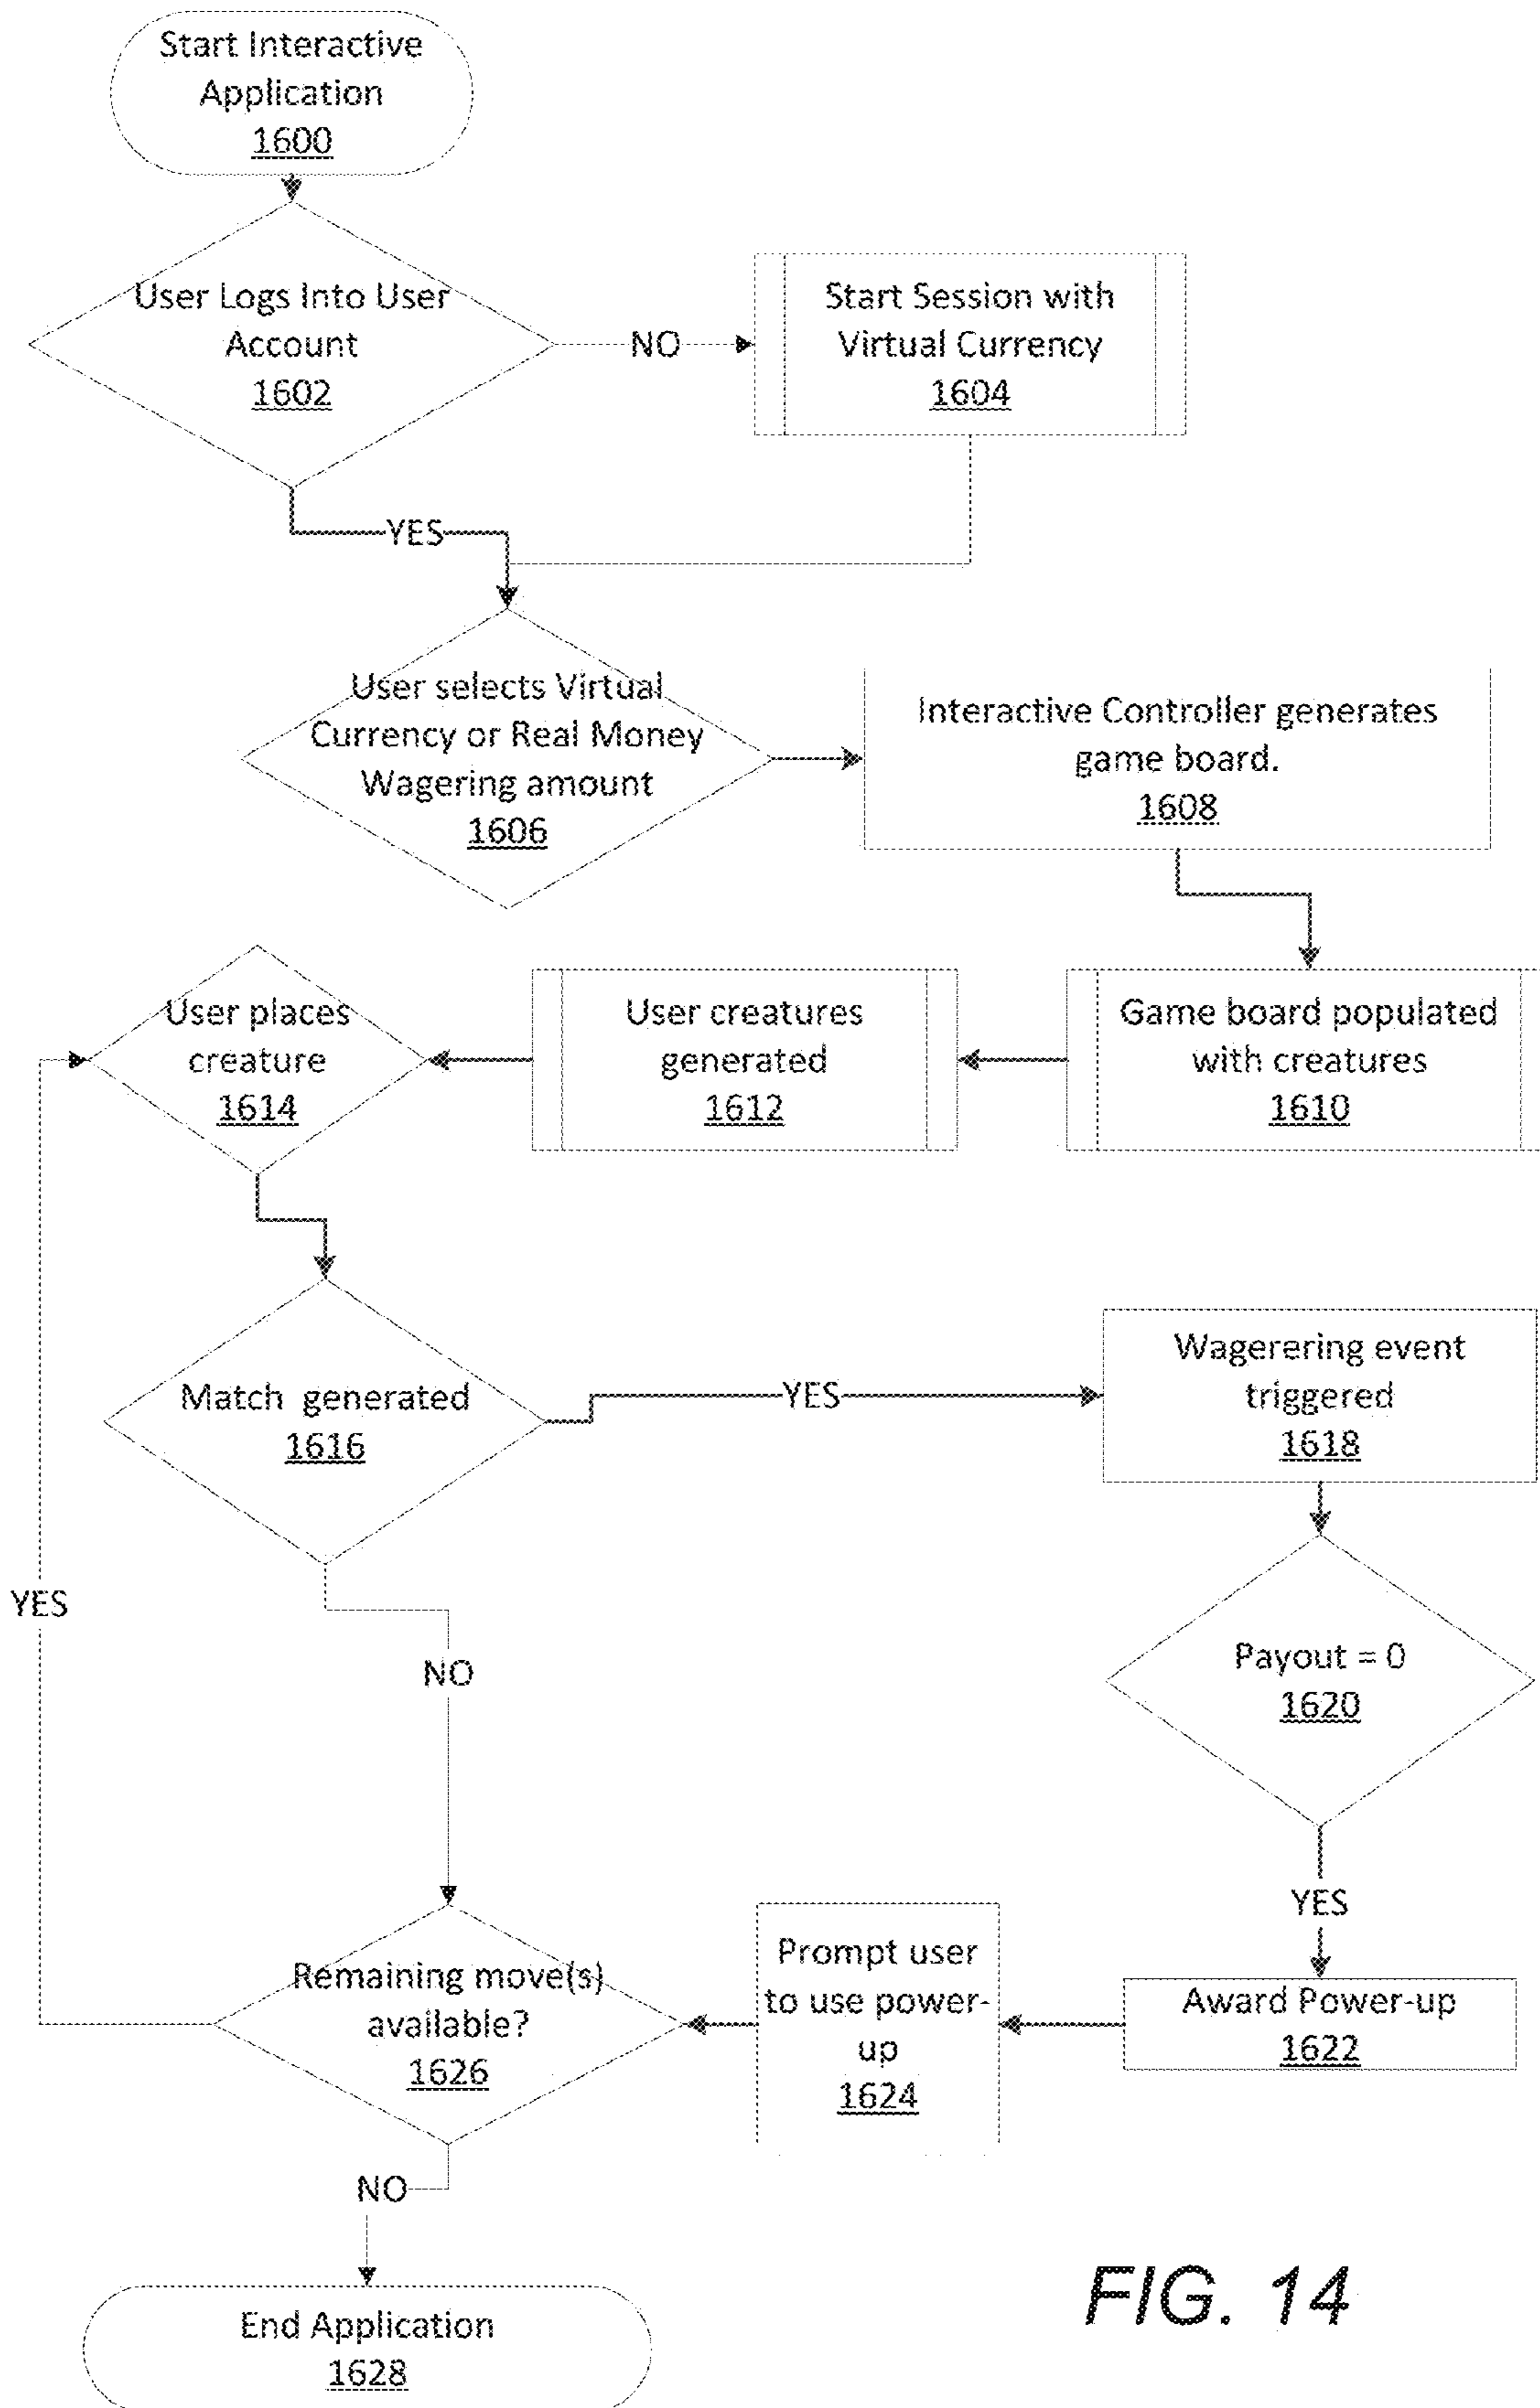 Start Interactive
Application
1600
User Logs Into User
Account
1602
NO
Start Session with
Virtual Currency
1604
YES
User selects Virtual
Currency or Real Money
Wagering amount
1606
Interactive Controller generates
game board.
1608
User places
creature
1614
User creatures
generated
1612
Game board populated
with creatures
1610
Match generated
1616
YES
Wagerering event
triggered
1618
YES
NO
Payout = 0
1620
YES
Remaining move(s)
available?
1626
Prompt user
to use power-
up
1624
Award Power-up
1622
NO
End Application
1628
FIG. 14